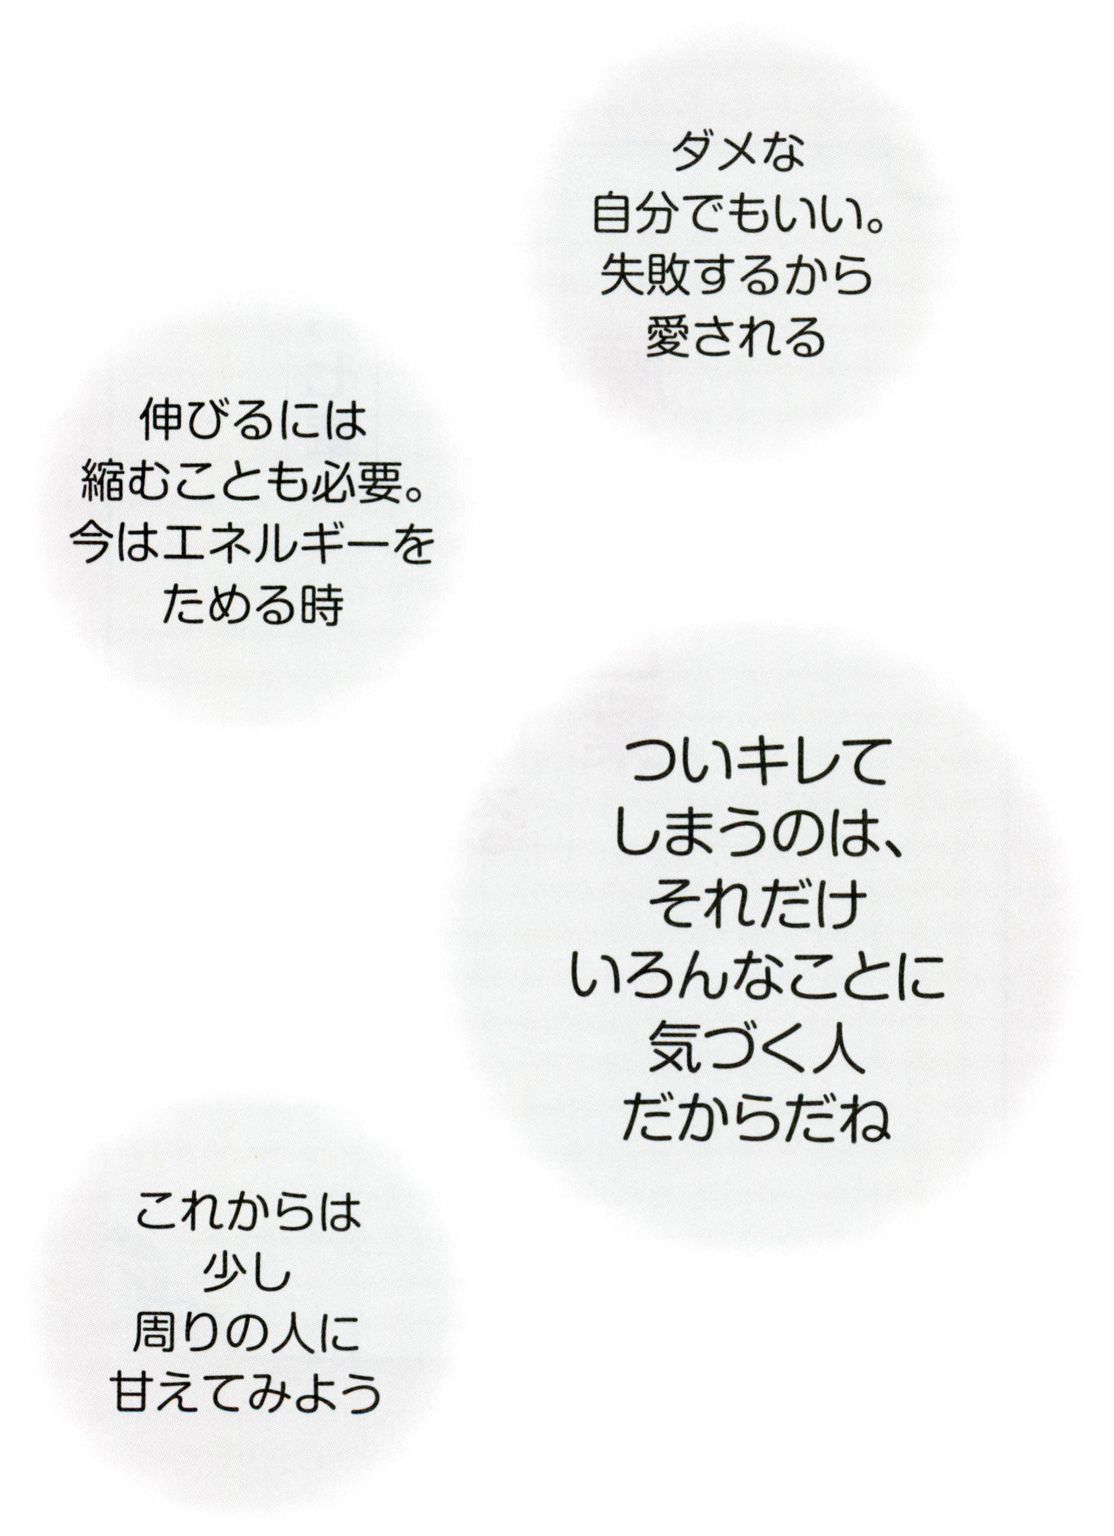 ダメな
自分でもいい。
失敗するから
愛される
伸びるには
縮むことも必要。
今はエネルギーを
ためる時
ついキレて
しまうのは、
それだけ
いろんなことに
気づく人
だからだね
これからは
少し
周りの人に
甘えてみよう